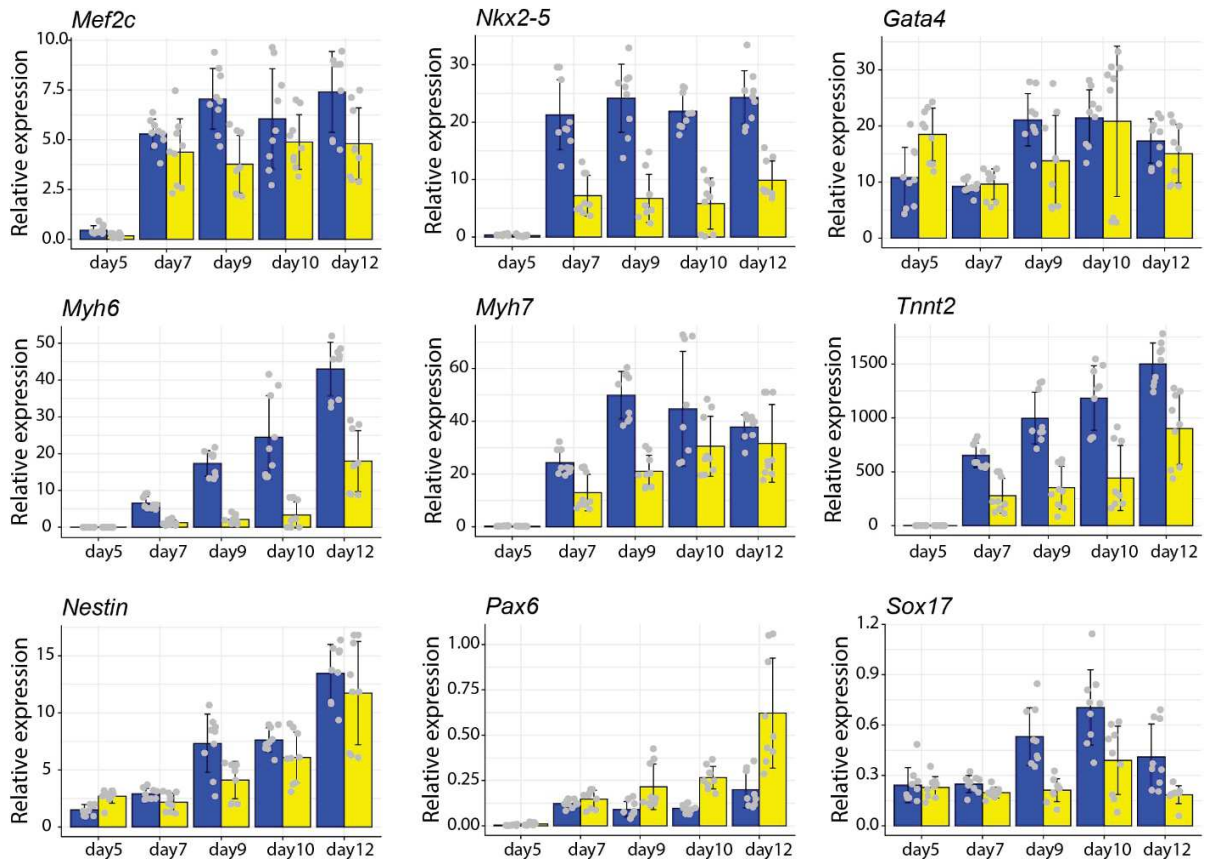 Mef2c
Nkx2-5
Gata4
Relative expression
10.0
7.5
5.0
2.5
0.0
day5 day7 day9 day10 day12
Relative expression
30
20
10
0
day5 day7 day9 day10 day12
Relative expression
30
20
10
0
day5 day7 day9 day10 day12
Myh6
Myh7
Tnnt2
Relative expression
50
40
30
20
10
0
day5 day7 day9 day10 day12
Relative expression
60
40
20
0
day5 day7 day9 day10 day12
Relative expression
1500
1000
500
0
day5 day7 day9 day10 day12
Nestin
Pax6
Sox17
Relative expression
15
10
5
0
day5 day7 day9 day10 day12
Relative expression
1.00
0.75
0.50
0.25
0.00
day5 day7 day9 day10 day12
Relative expression
1.2
0.9
0.6
0.3
0.0
day5 day7 day9 day10 day12